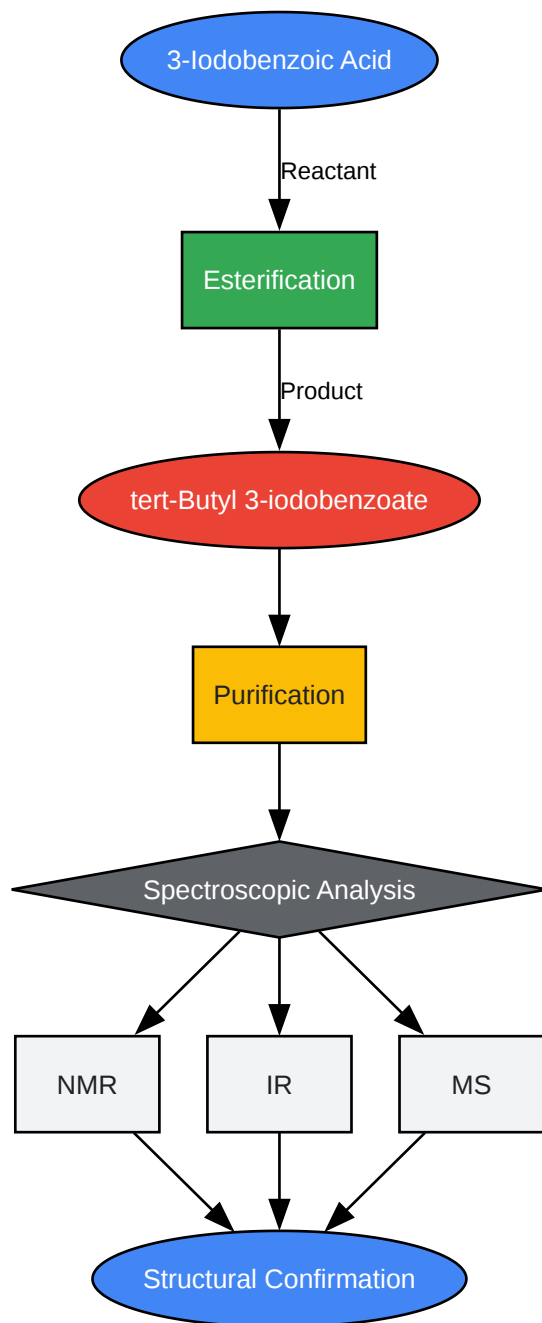 3-Iodobenzoic Acid
Reactant
Esterification
Product
tert-Butyl 3-iodobenzoate
Purification
Spectroscopic Analysis
NMR
IR
MS
Structural Confirmation